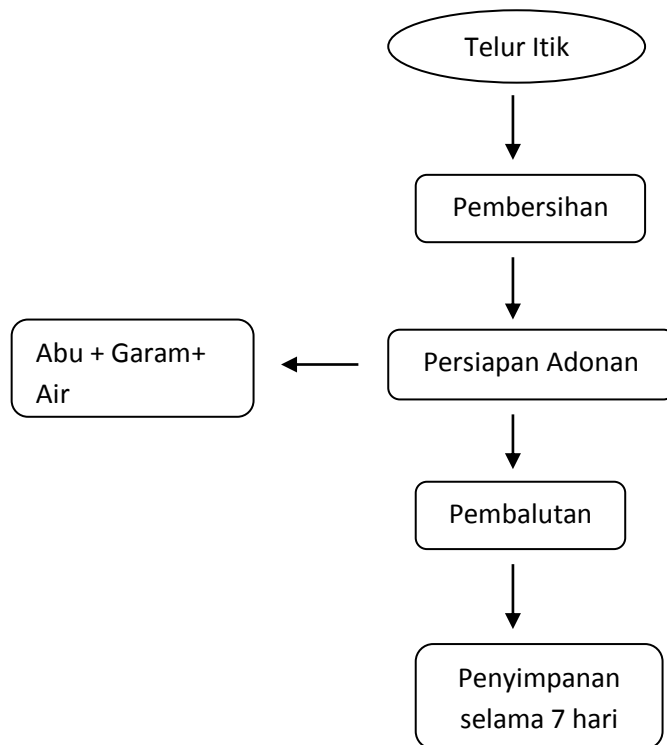 Telur Itik
Pembersihan
Persiapan Adonan
Abu + Garam+
Air
Pembalutan
Penyimpanan
selama 7 hari